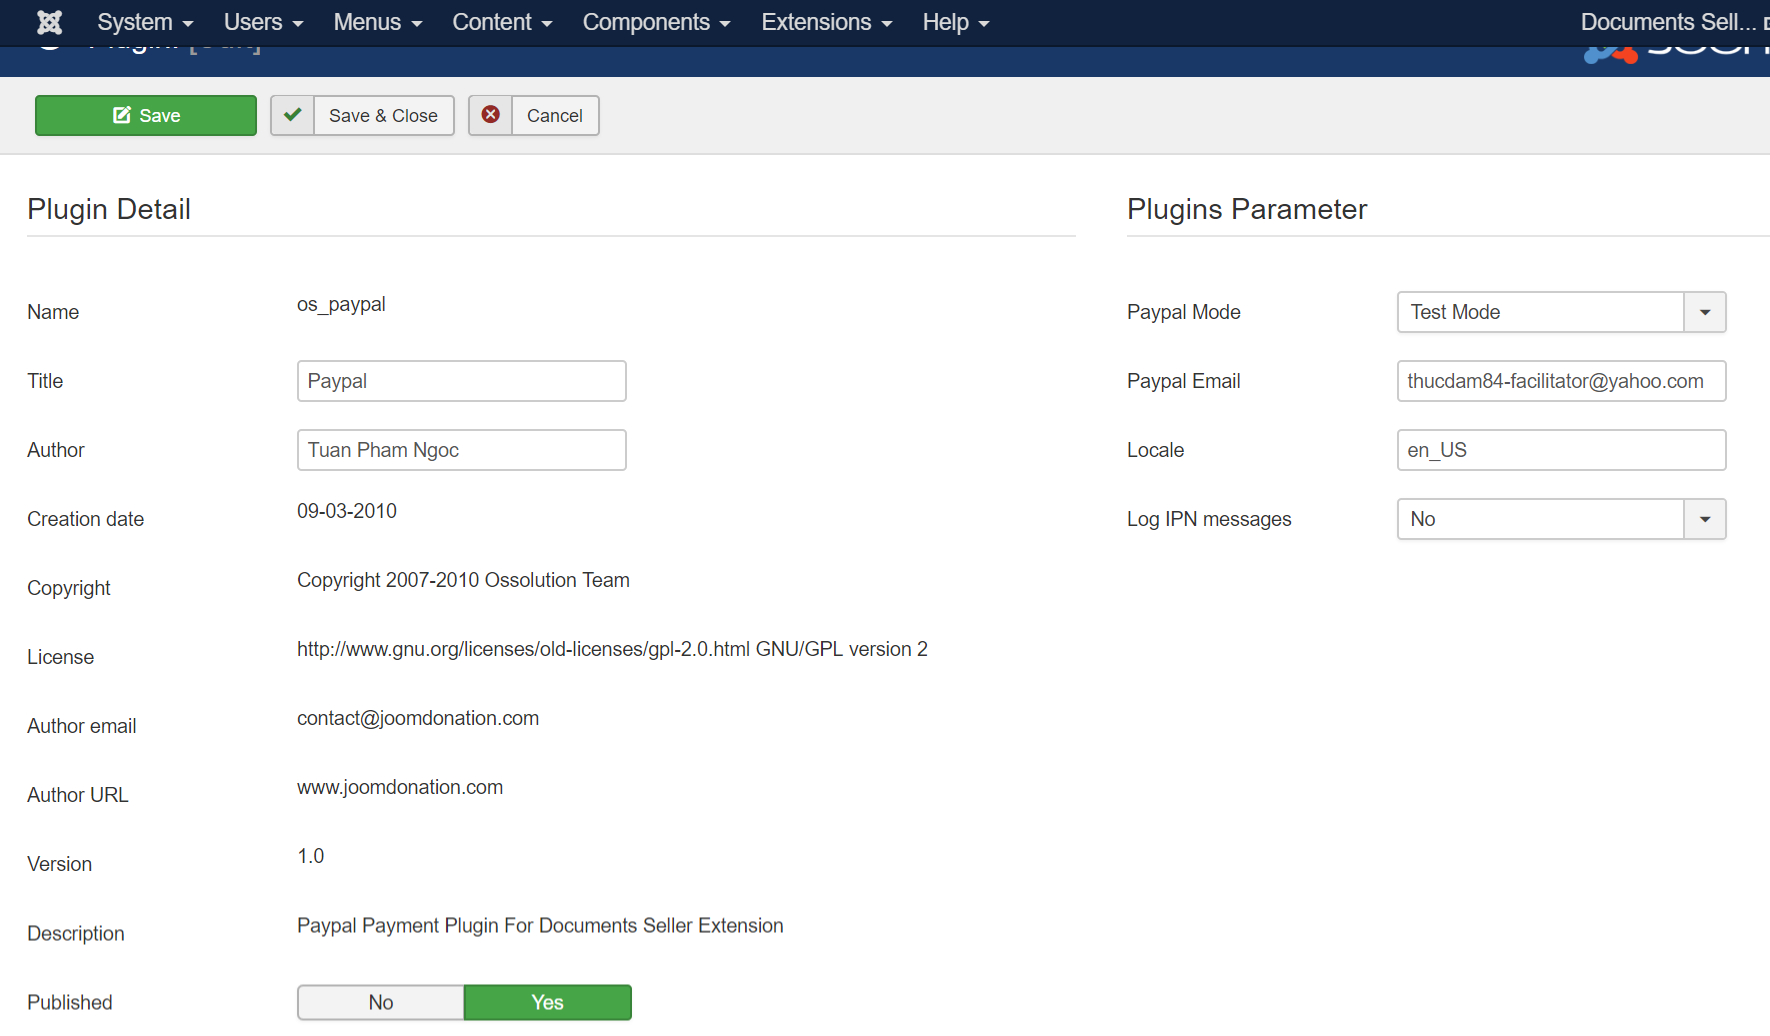 System Users Menus Content Components Extensions Help Documents Sell...
Save Save & Close Cancel
Plugin Detail
Name os_paypal
Title Paypal
Author Tuan Pham Ngoc
Creation date 09-03-2010
Copyright Copyright 2007-2010 Ossolution Team
License http://www.gnu.org/licenses/old-licenses/gpl-2.0.html GNU/GPL version 2
Author email contact@joomdonation.com
Author URL www.joomdonation.com
Version 1.0
Description Paypal Payment Plugin For Documents Seller Extension
Published No Yes
Plugins Parameter
Paypal Mode Test Mode
Paypal Email thucdam84-facilitator@yahoo.com
Locale en_US
Log IPN messages No